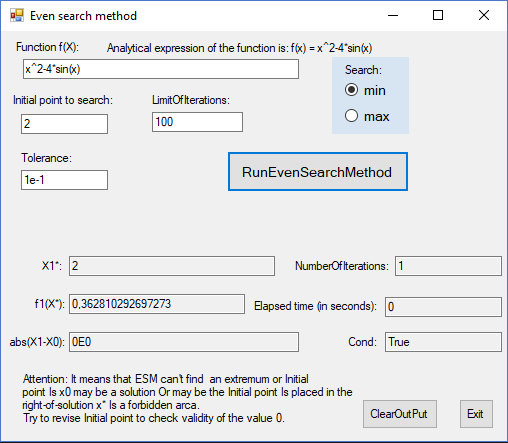 Even search method
Function f(X):
Analytical expression of the function is: f(x) = x^2-4*sin(x)
x^2-4*sin(x)
Search:
min
max
Initial point to search:
LimitOfIterations:
2
100
Tolerance:
1e-1
RunEvenSearchMethod
X1*:
2
NumberOfIterations:
1
f1(X*):
0,362810292697273
Elapsed time (in seconds):
0
abs(X1-X0):
0E0
Cond:
True
Attention: It means that ESM can't find an extremum or Initial
point Is x0 may be a solution Or may be the Initial point Is placed in the
right-of-solution x* Is a forbidden arca.
Try to revise Initial point to check validity of the value 0.
ClearOutPut
Exit